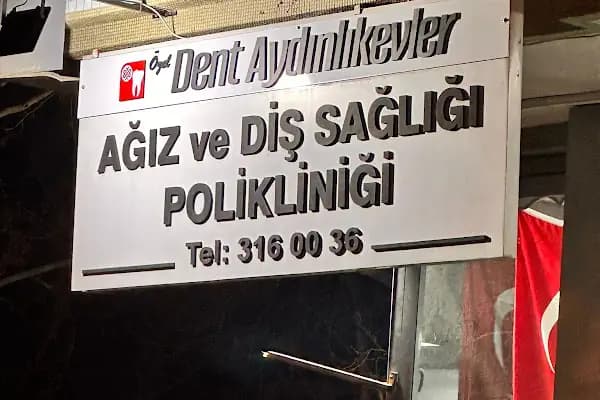 Özel Dent Aydınlıkevler
AĞIZ ve DİŞ SAĞLIĞI
POLİKLİNİĞİ
Tel: 316 00 36